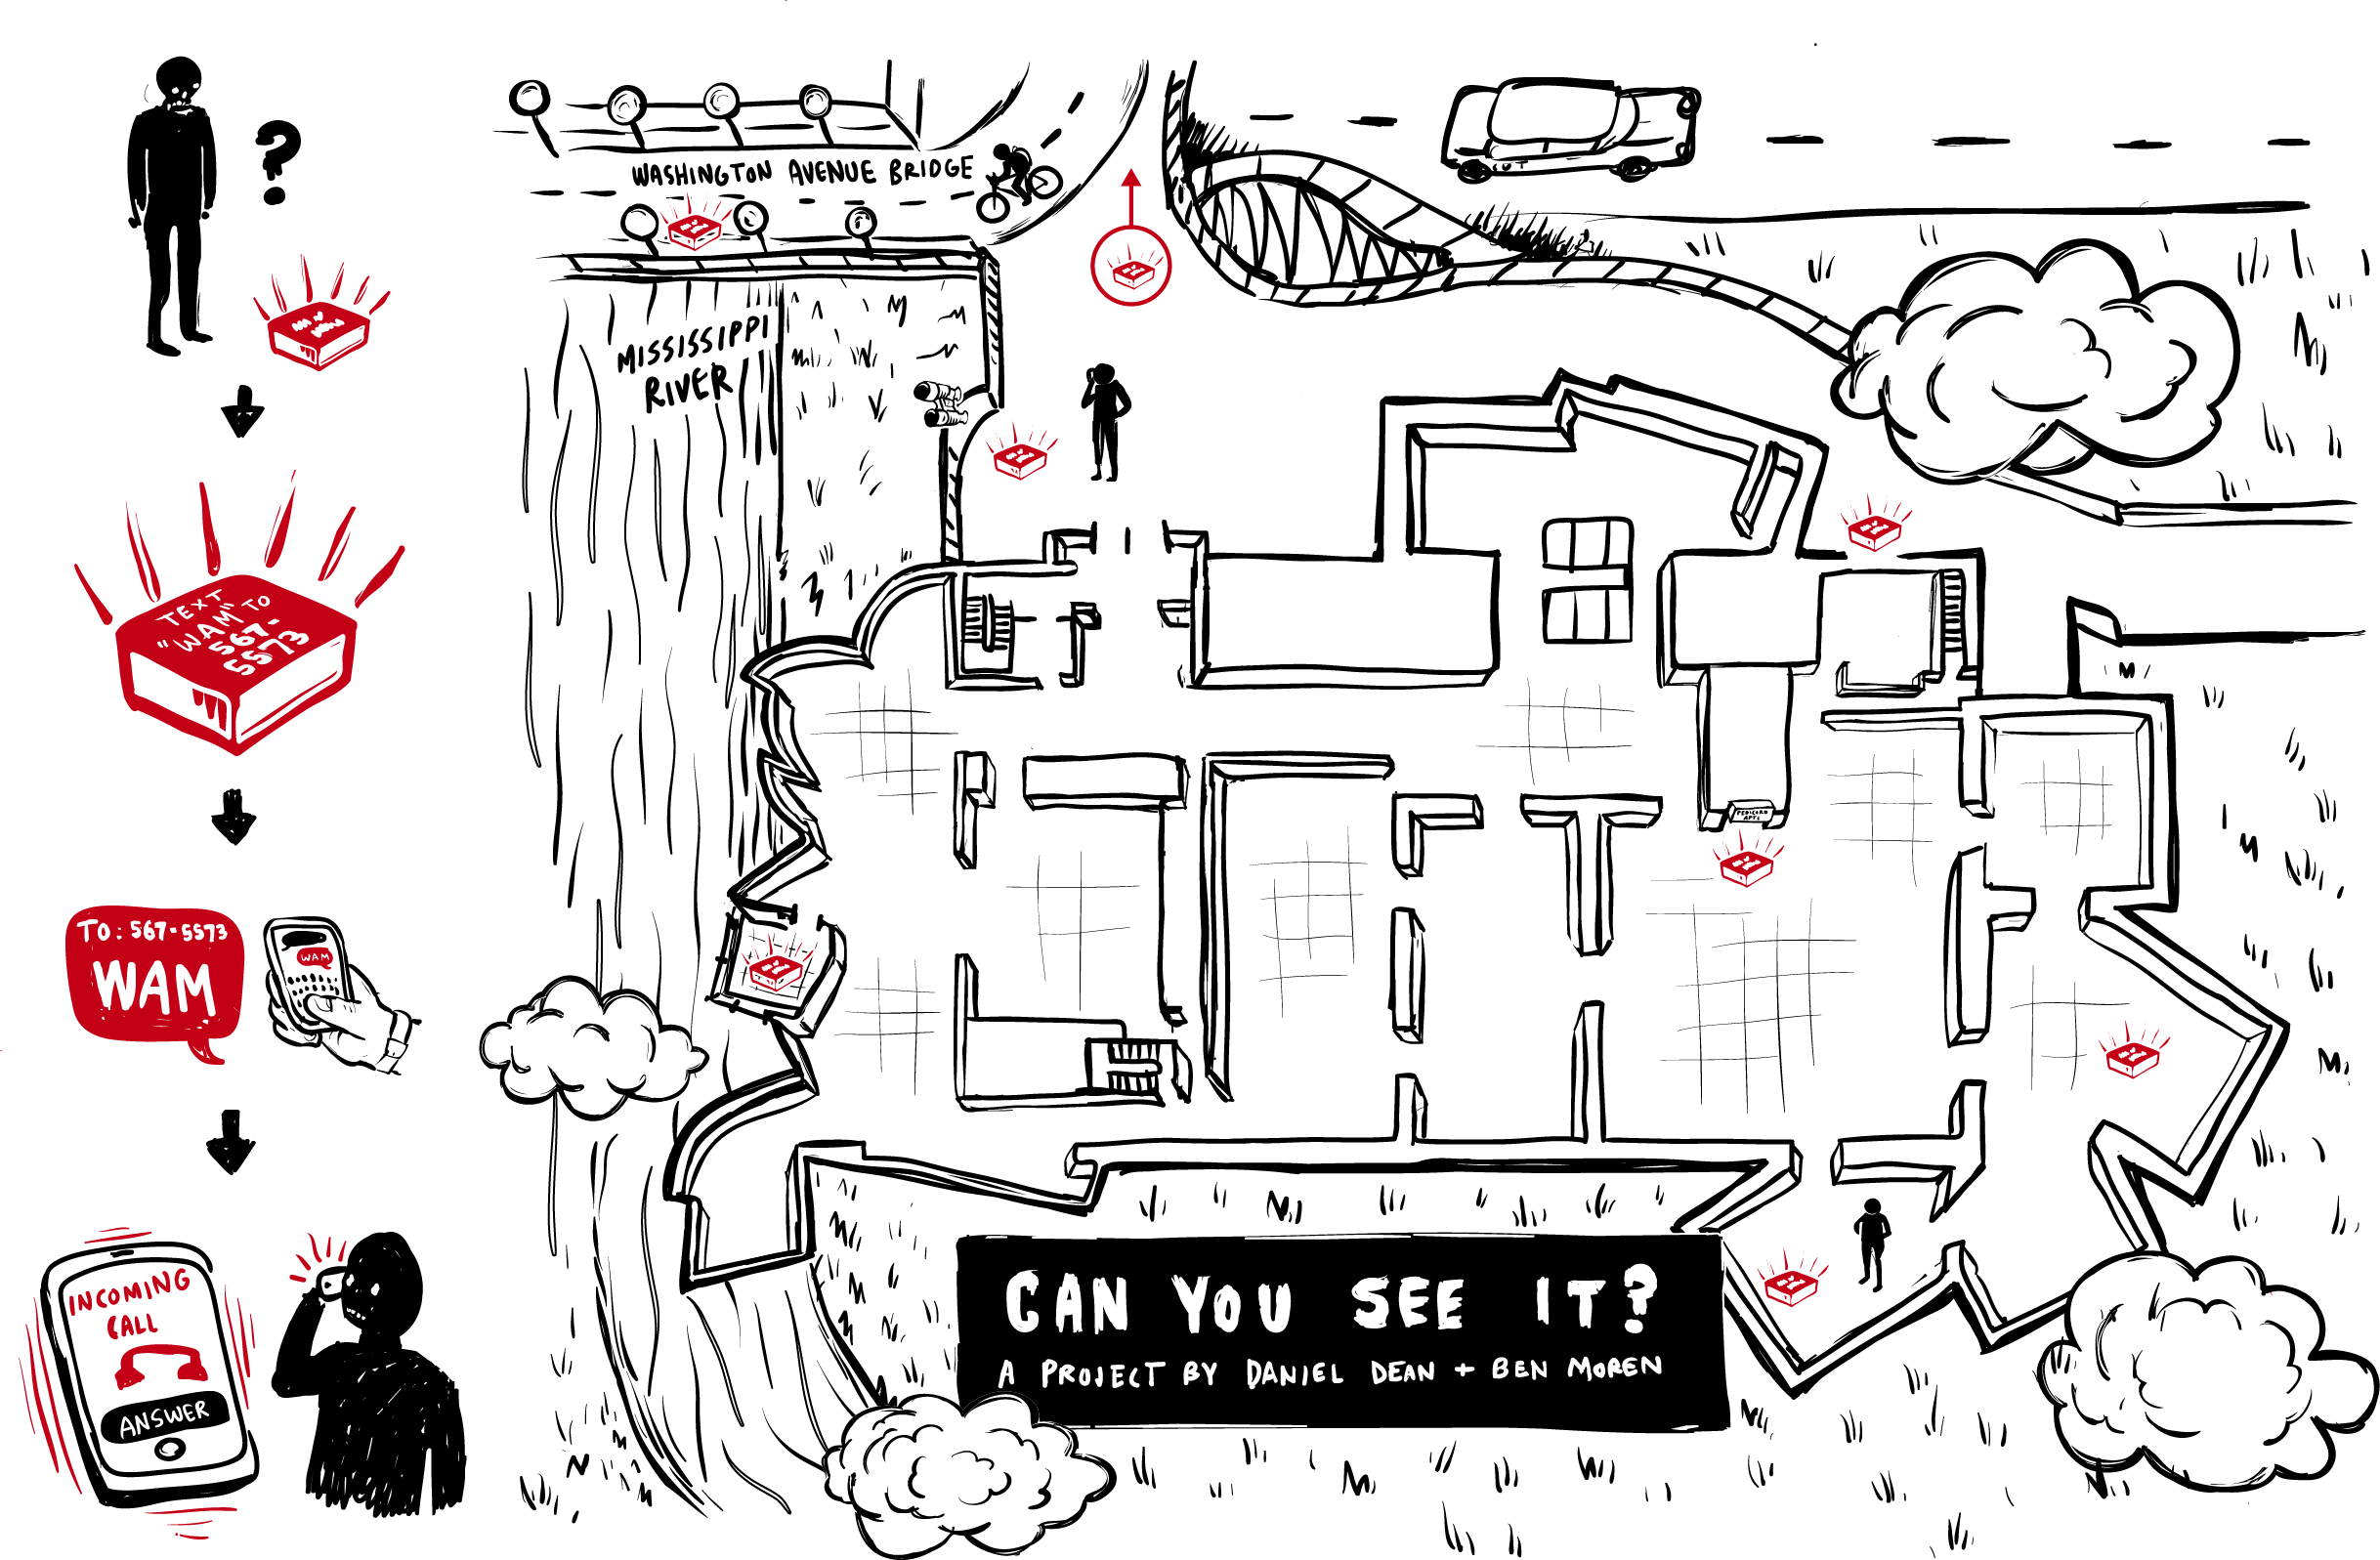 ?
TEXT
"WAM" TO
567-
5573
TO: 567-5573
WAM
WAM
INCOMING
CALL
ANSWER
WASHINGTON AVENUE BRIDGE
MISSISSIPPI
RIVER
CAN YOU SEE IT?
A PROJECT BY DANIEL DEAN + BEN MOREN